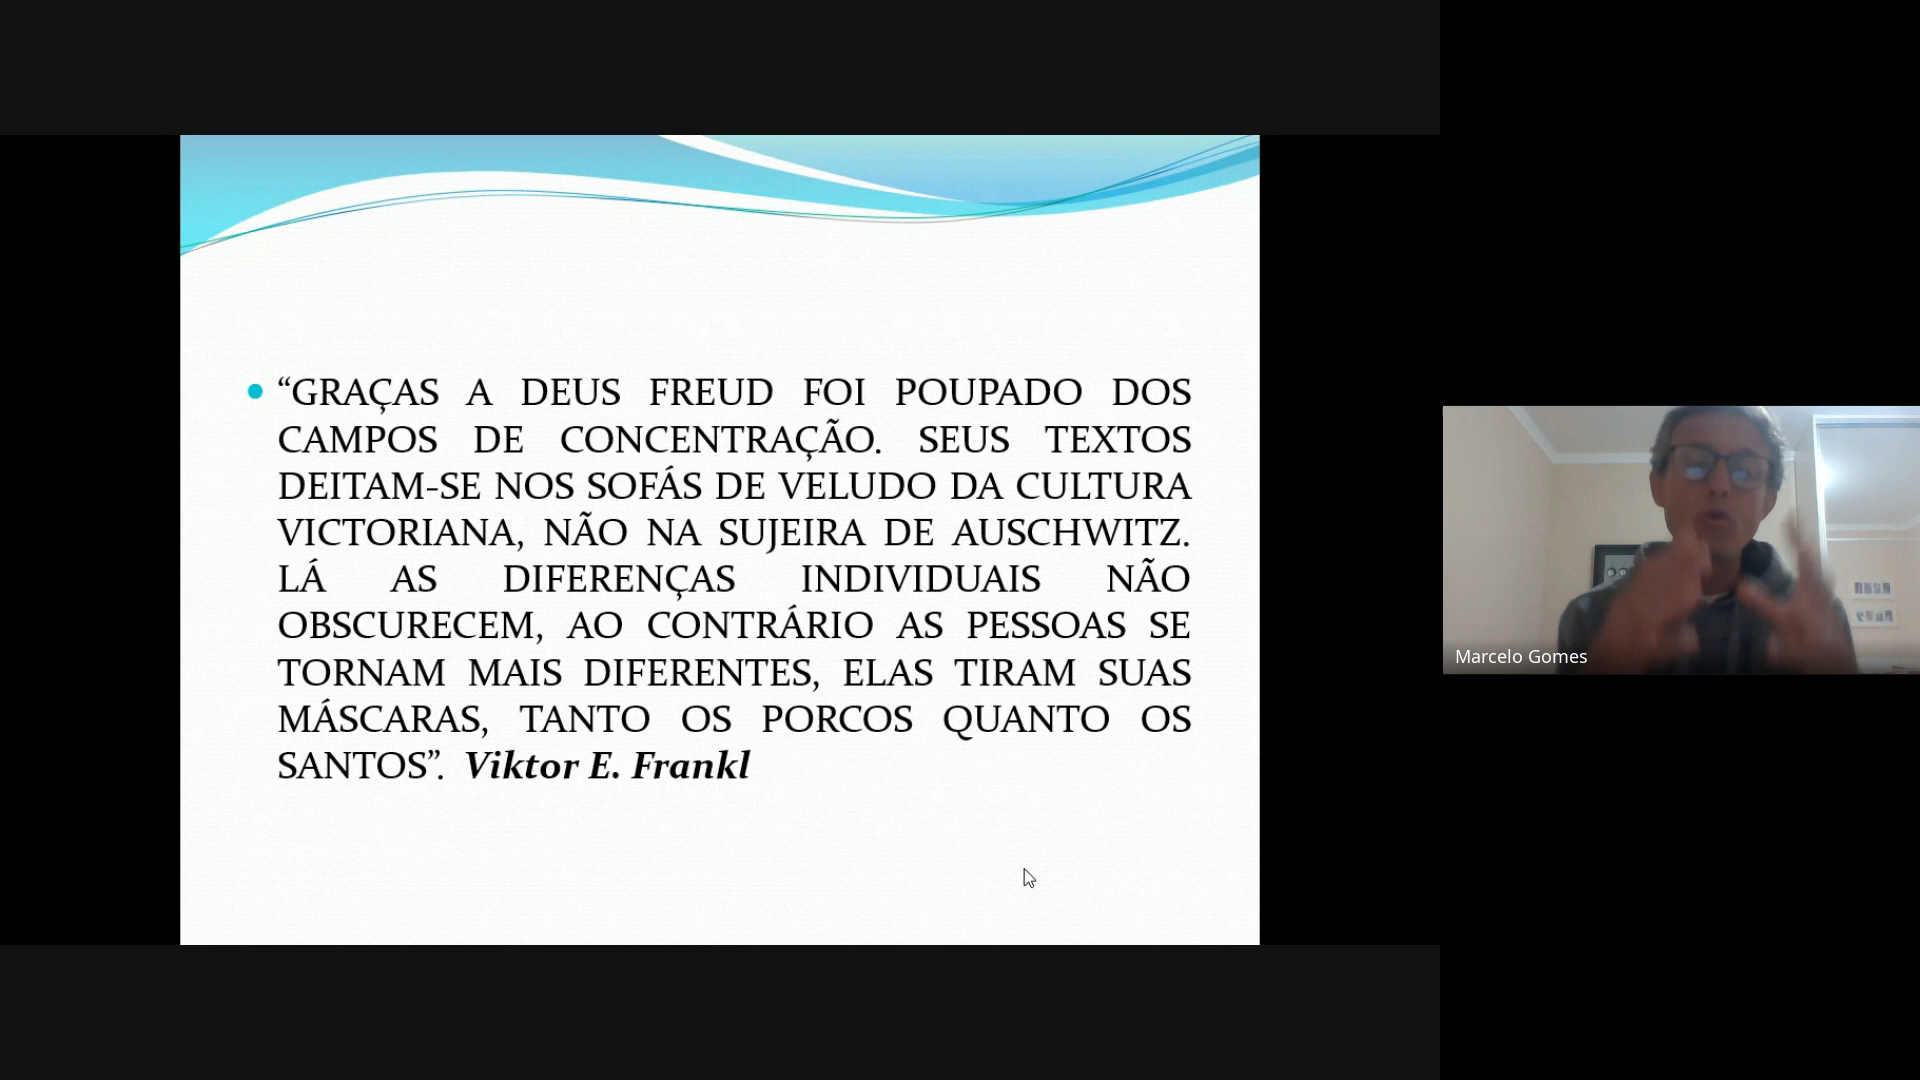 “GRAÇAS A DEUS FREUD FOI POUPADO DOS
CAMPOS DE CONCENTRAÇÃO. SEUS TEXTOS
DEITAM-SE NOS SOFÁS DE VELUDO DA CULTURA
VICTORIANA, NÃO NA SUJEIRA DE AUSCHWITZ.
LÁ AS DIFERENÇAS INDIVIDUAIS NÃO
OBSCURECEM, AO CONTRÁRIO AS PESSOAS SE
TORNAM MAIS DIFERENTES, ELAS TIRAM SUAS
MÁSCARAS, TANTO OS PORCOS QUANTO OS
SANTOS”. Viktor E. Frankl
Marcelo Gomes